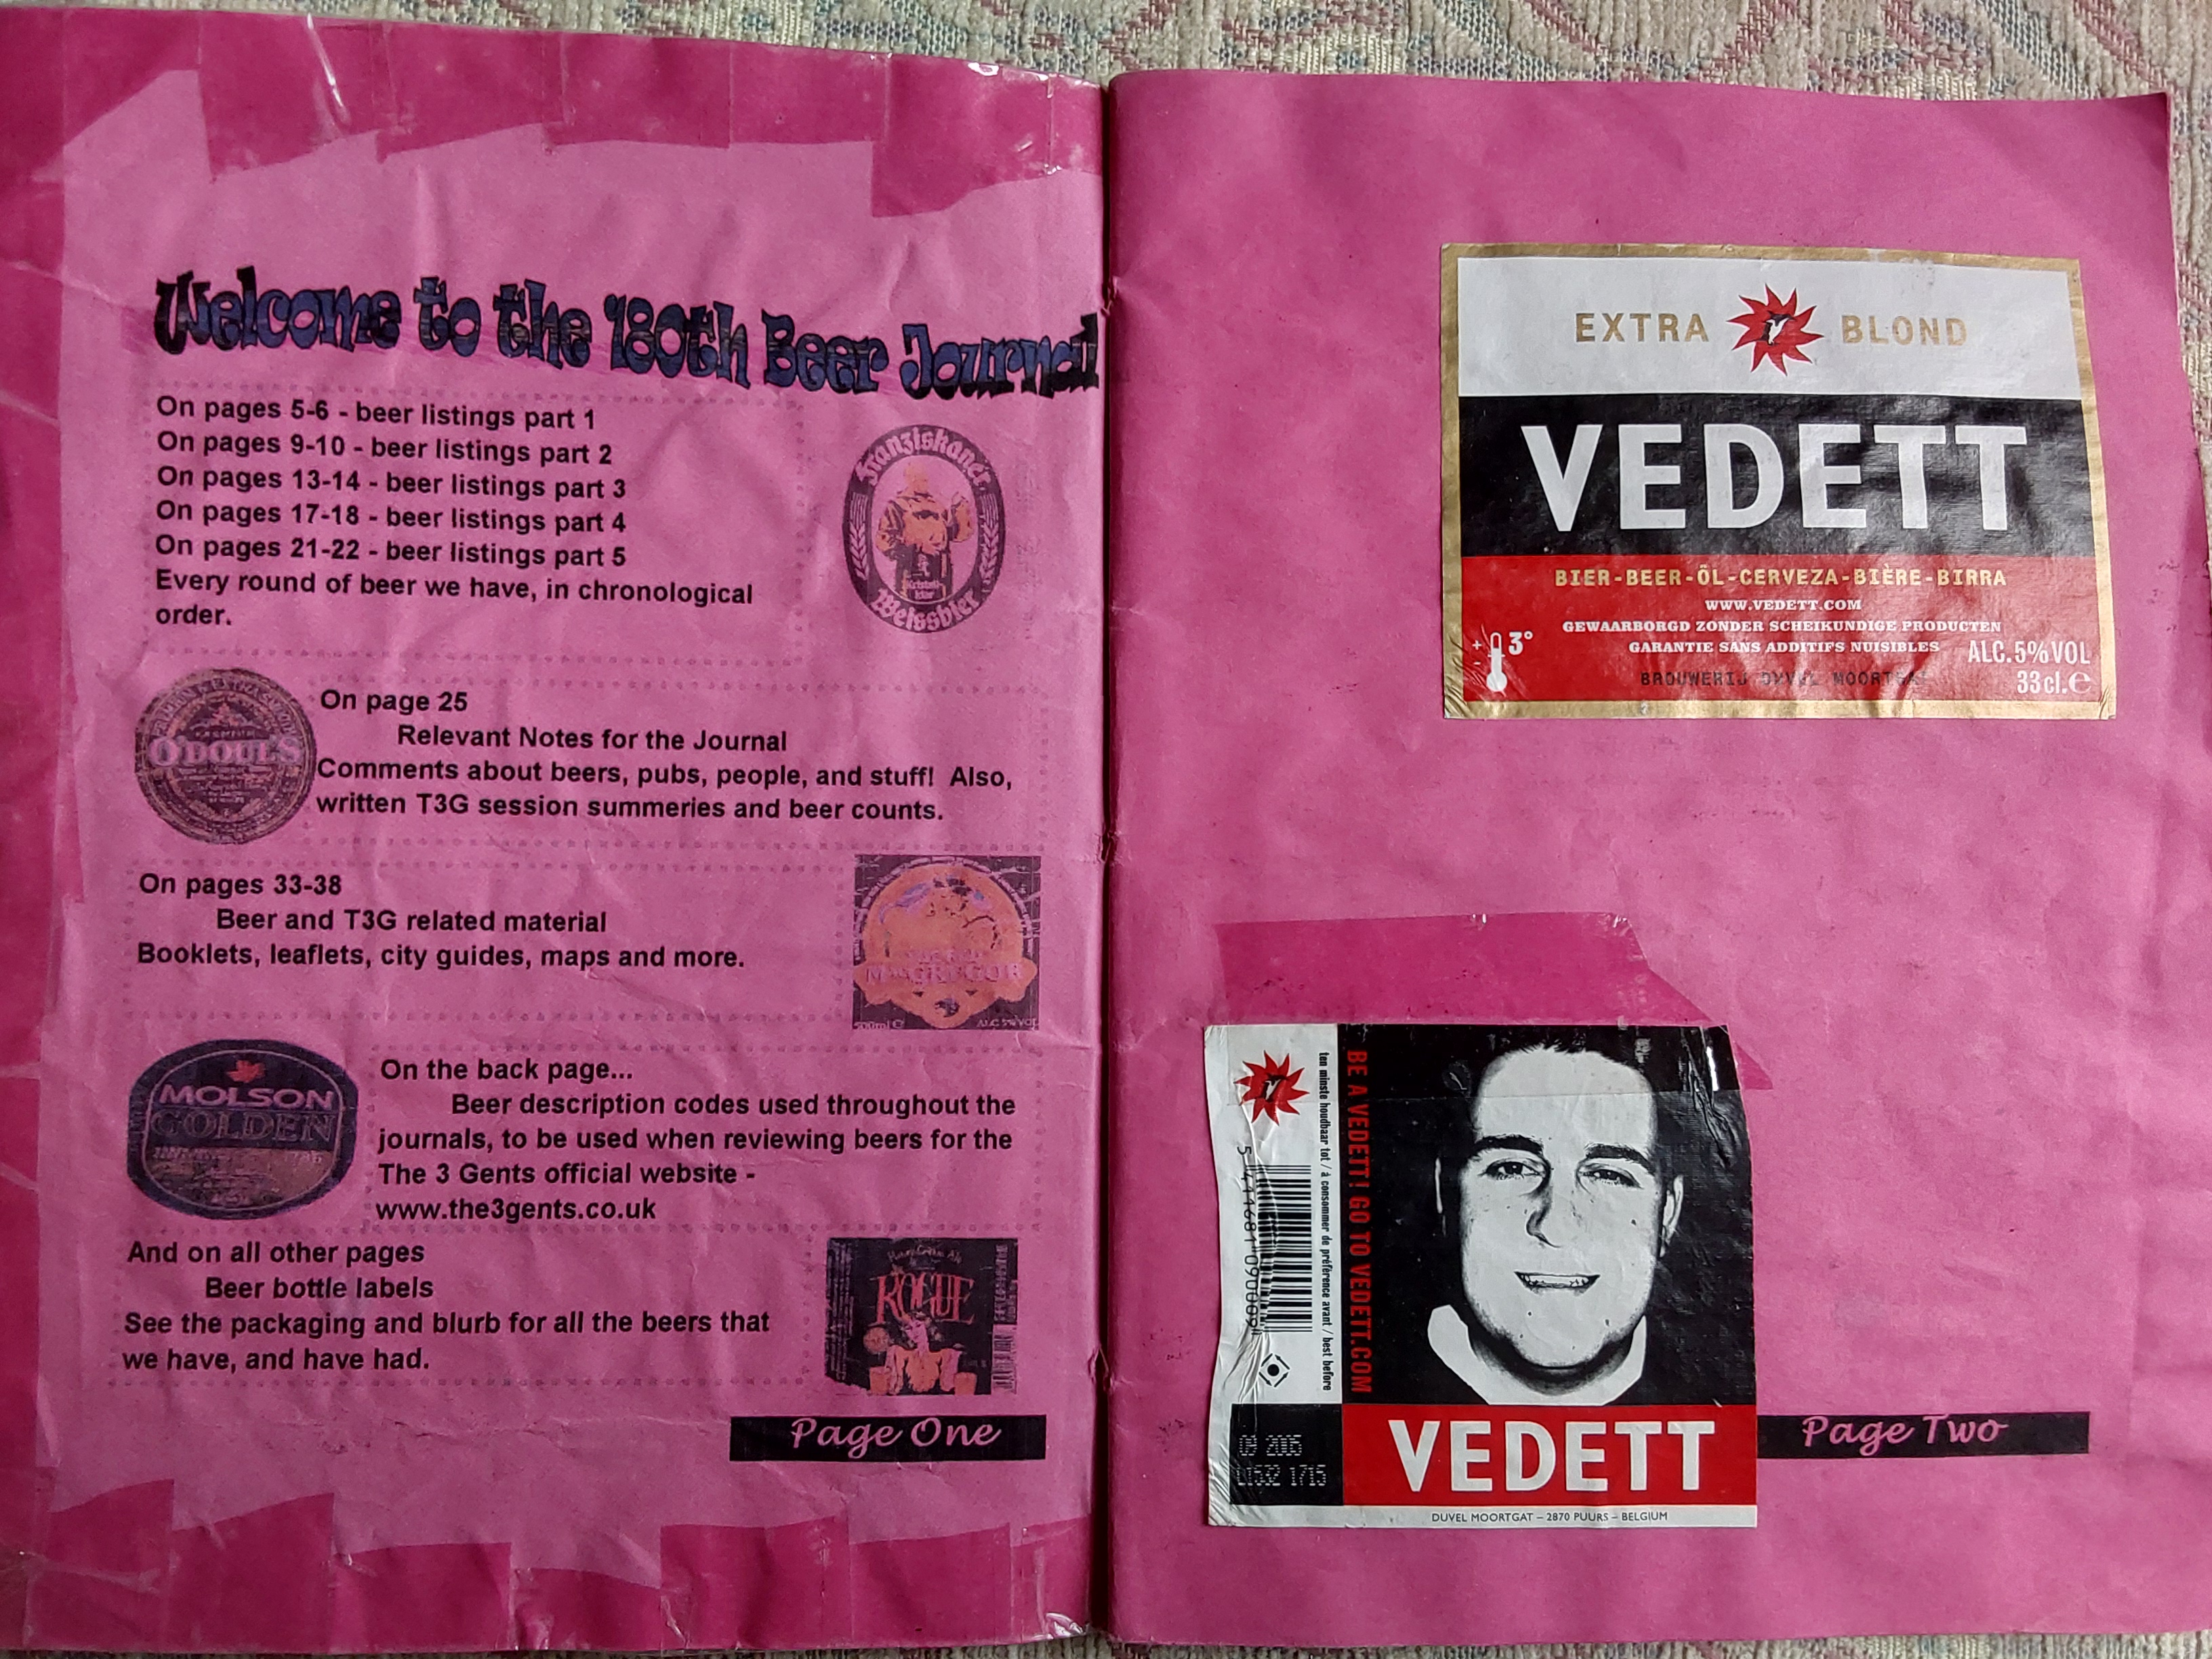 Welcome to the 180th Beer Journal
On pages 5-6 - beer listings part 1
On pages 9-10 - beer listings part 2
On pages 13-14 - beer listings part 3
On pages 17-18 - beer listings part 4
On pages 21-22 - beer listings part 5
Every round of beer we have, in chronological
order.
Franziskaner
Weissbier
O'DOUL'S
On page 25
Relevant Notes for the Journal
Comments about beers, pubs, people, and stuff! Also,
written T3G session summeries and beer counts.
On pages 33-38
Beer and T3G related material
Booklets, leaflets, city guides, maps and more.
MACGREGOR
MOLSON
GOLDEN
On the back page...
Beer description codes used throughout the
journals, to be used when reviewing beers for the
The 3 Gents official website -
www.the3gents.co.uk
And on all other pages
Beer bottle labels
See the packaging and blurb for all the beers that
we have, and have had.
ROGUE
Page One
EXTRA BLOND
VEDETT
BIER-BEER-ÖL-CERVEZA-BIÈRE-BIRRA
WWW.VEDETT.COM
GEWAARBORGD ZONDER SCHEIKUNDIGE PRODUCTEN
GARANTIE SANS ADDITIFS NUISIBLES
+ - 3°
ALC.5%VOL
33cl.e
BROUWERIJ DUVEL MOORTGAT
ten minste houdbaar tot / à consommer de préférence avant / best before
BE A VEDETT! GO TO VEDETT.COM
5 411681 090009
09 2005
01532 1715
VEDETT
DUVEL MOORTGAT – 2870 PUURS – BELGIUM
Page Two